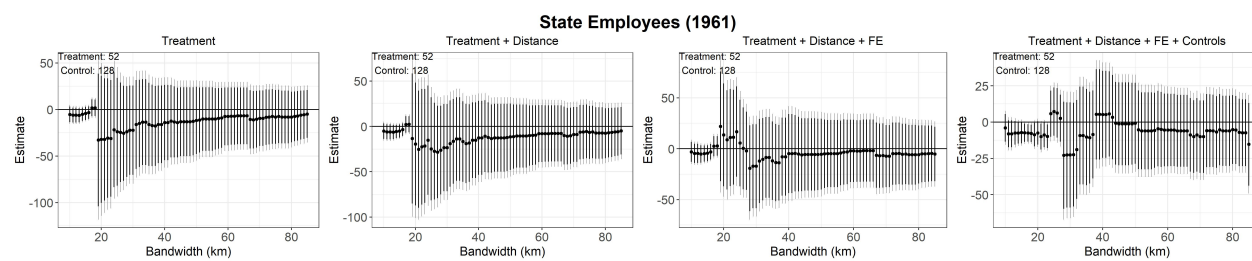 State Employees (1961)
Treatment
Treatment: 52
Control: 128
50
0
-50
-100
Estimate
20
40
60
80
Bandwidth (km)
Treatment + Distance
Treatment: 52
Control: 128
50
0
-50
-100
Estimate
20
40
60
80
Bandwidth (km)
Treatment + Distance + FE
Treatment: 52
Control: 128
50
0
-50
Estimate
20
40
60
80
Bandwidth (km)
Treatment + Distance + FE + Controls
Treatment: 52
Control: 128
25
0
-25
-50
Estimate
20
40
60
80
Bandwidth (km)